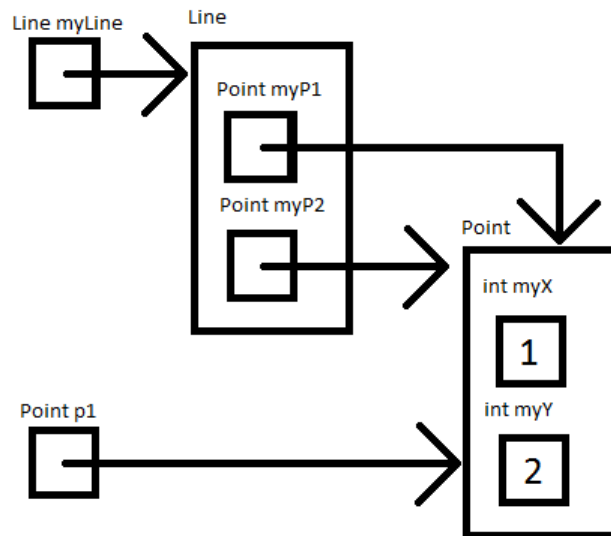 Line myLine
Line
Point myP1
Point myP2
Point
int myX
1
int myY
2
Point p1